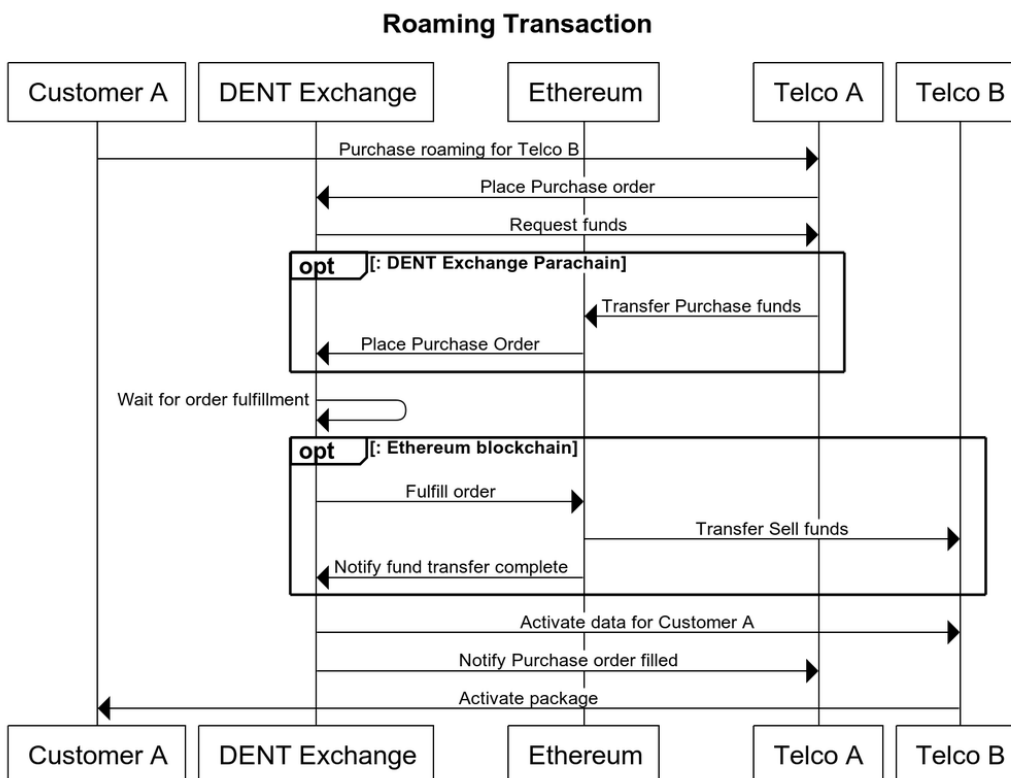 Roaming Transaction
Customer A
DENT Exchange
Ethereum
Telco A
Telco B
Purchase roaming for Telco B
Place Purchase order
Request funds
opt
[: DENT Exchange Parachain]
Transfer Purchase funds
Place Purchase Order
Wait for order fulfillment
opt
[: Ethereum blockchain]
Fulfill order
Transfer Sell funds
Notify fund transfer complete
Activate data for Customer A
Notify Purchase order filled
Activate package
Customer A
DENT Exchange
Ethereum
Telco A
Telco B